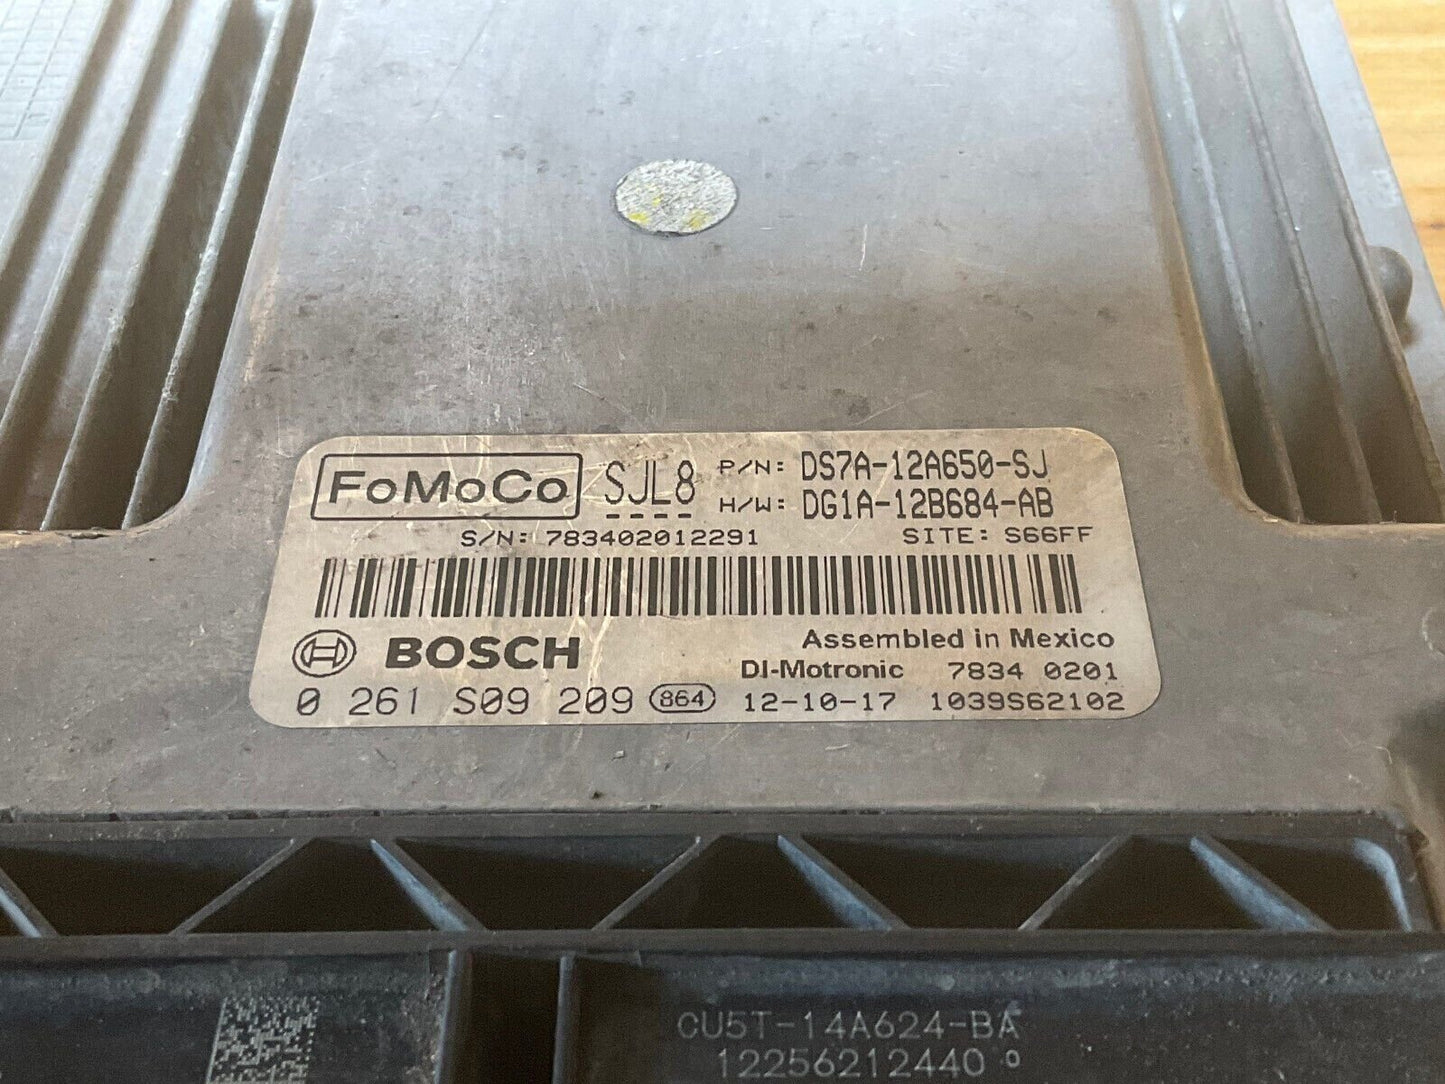 FoMoCo SJL8 P/N: DS7A-12A650-SJ
H/W: DG1A-12B684-AB
S/N: 783402012291 SITE: S66FF
BOSCH Assembled in Mexico
DI-Motronic 7834 0201
0 261 S09 209 864 12-10-17 1039S62102
CU5T-14A624-BA
12256212440